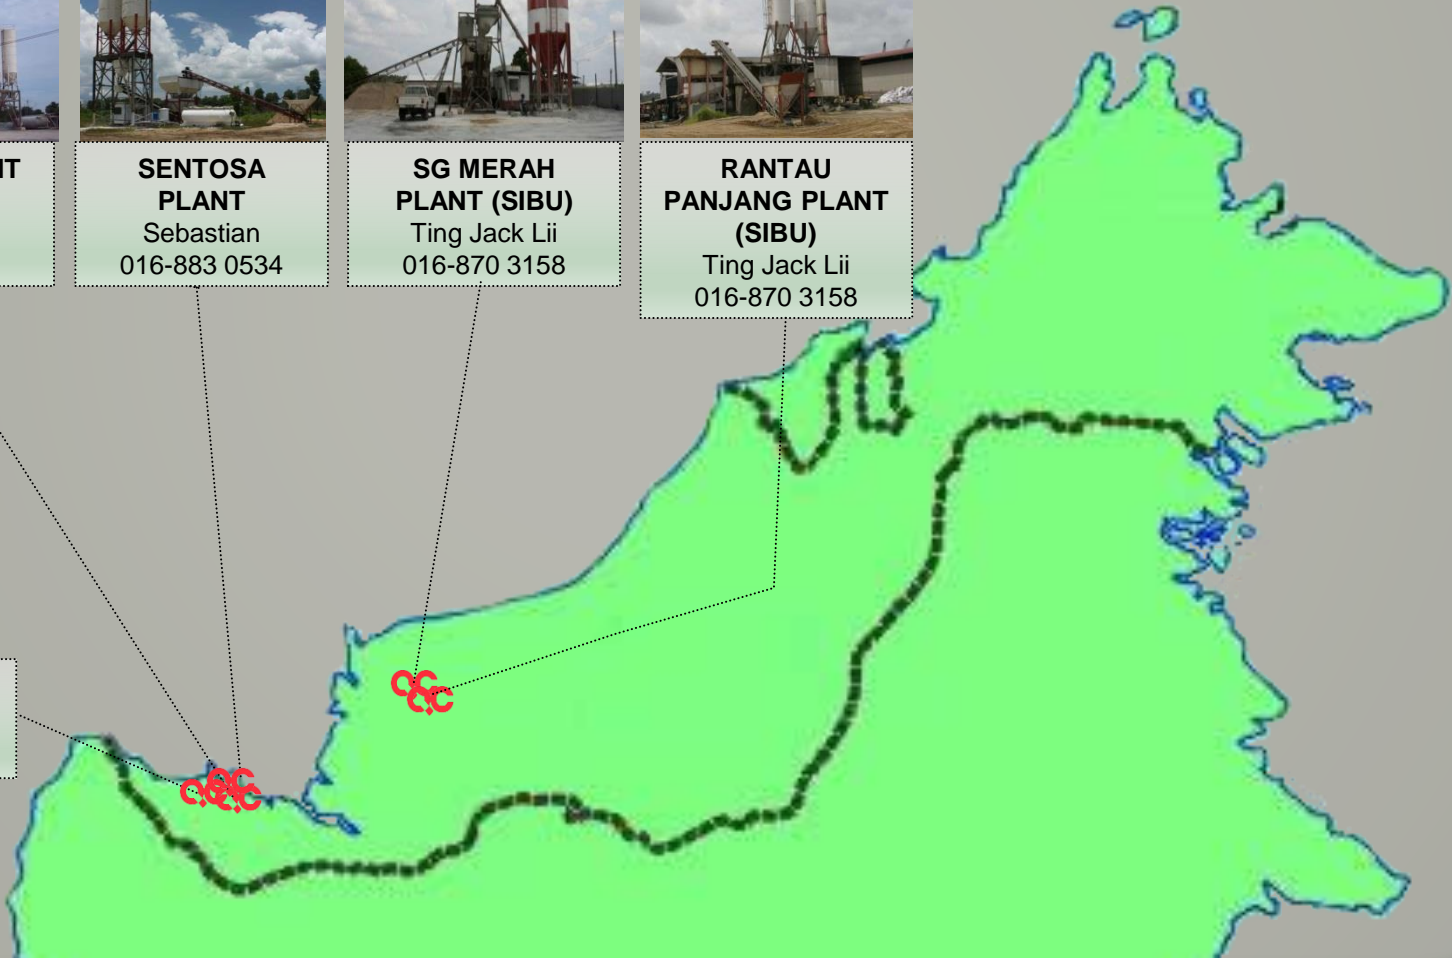 SENTOSA
PLANT
Sebastian
016-883 0534
SG MERAH
PLANT (SIBU)
Ting Jack Lii
016-870 3158
RANTAU
PANJANG PLANT
(SIBU)
Ting Jack Lii
016-870 3158